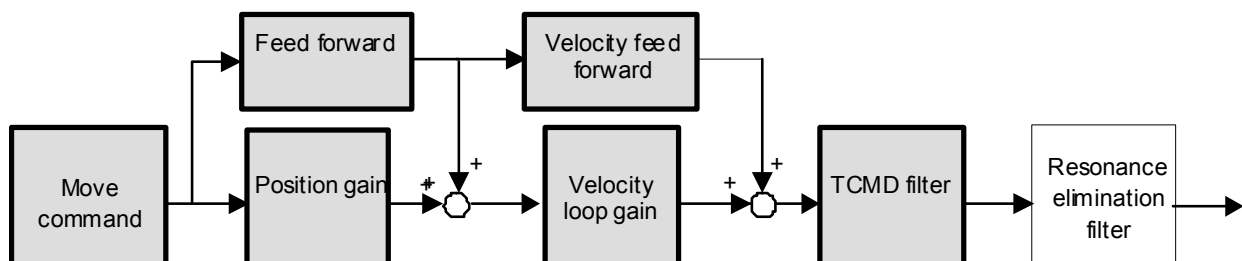 Feed forward
Velocity feed
forward
Move
command
Position gain
++
+
Velocity
loop gain
+
+
TCMD filter
Resonance
elimination
filter